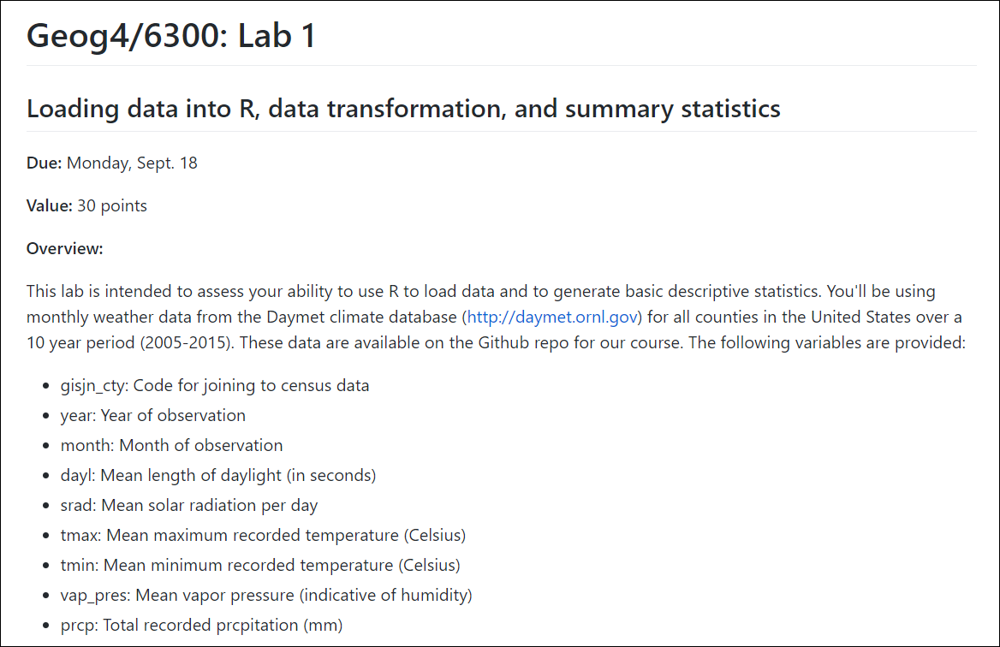 Geog4/6300: Lab 1
Loading data into R, data transformation, and summary statistics
Due: Monday, Sept. 18
Value: 30 points
Overview:
This lab is intended to assess your ability to use R to load data and to generate basic descriptive statistics. You'll be using
monthly weather data from the Daymet climate database (http://daymet.ornl.gov) for all counties in the United States over a
10 year period (2005-2015). These data are available on the Github repo for our course. The following variables are provided:
• gisjn_cty: Code for joining to census data
• year: Year of observation
• month: Month of observation
• dayl: Mean length of daylight (in seconds)
• srad: Mean solar radiation per day
• tmax: Mean maximum recorded temperature (Celsius)
• tmin: Mean minimum recorded temperature (Celsius)
• vap_pres: Mean vapor pressure (indicative of humidity)
• prcp: Total recorded prcpitation (mm)